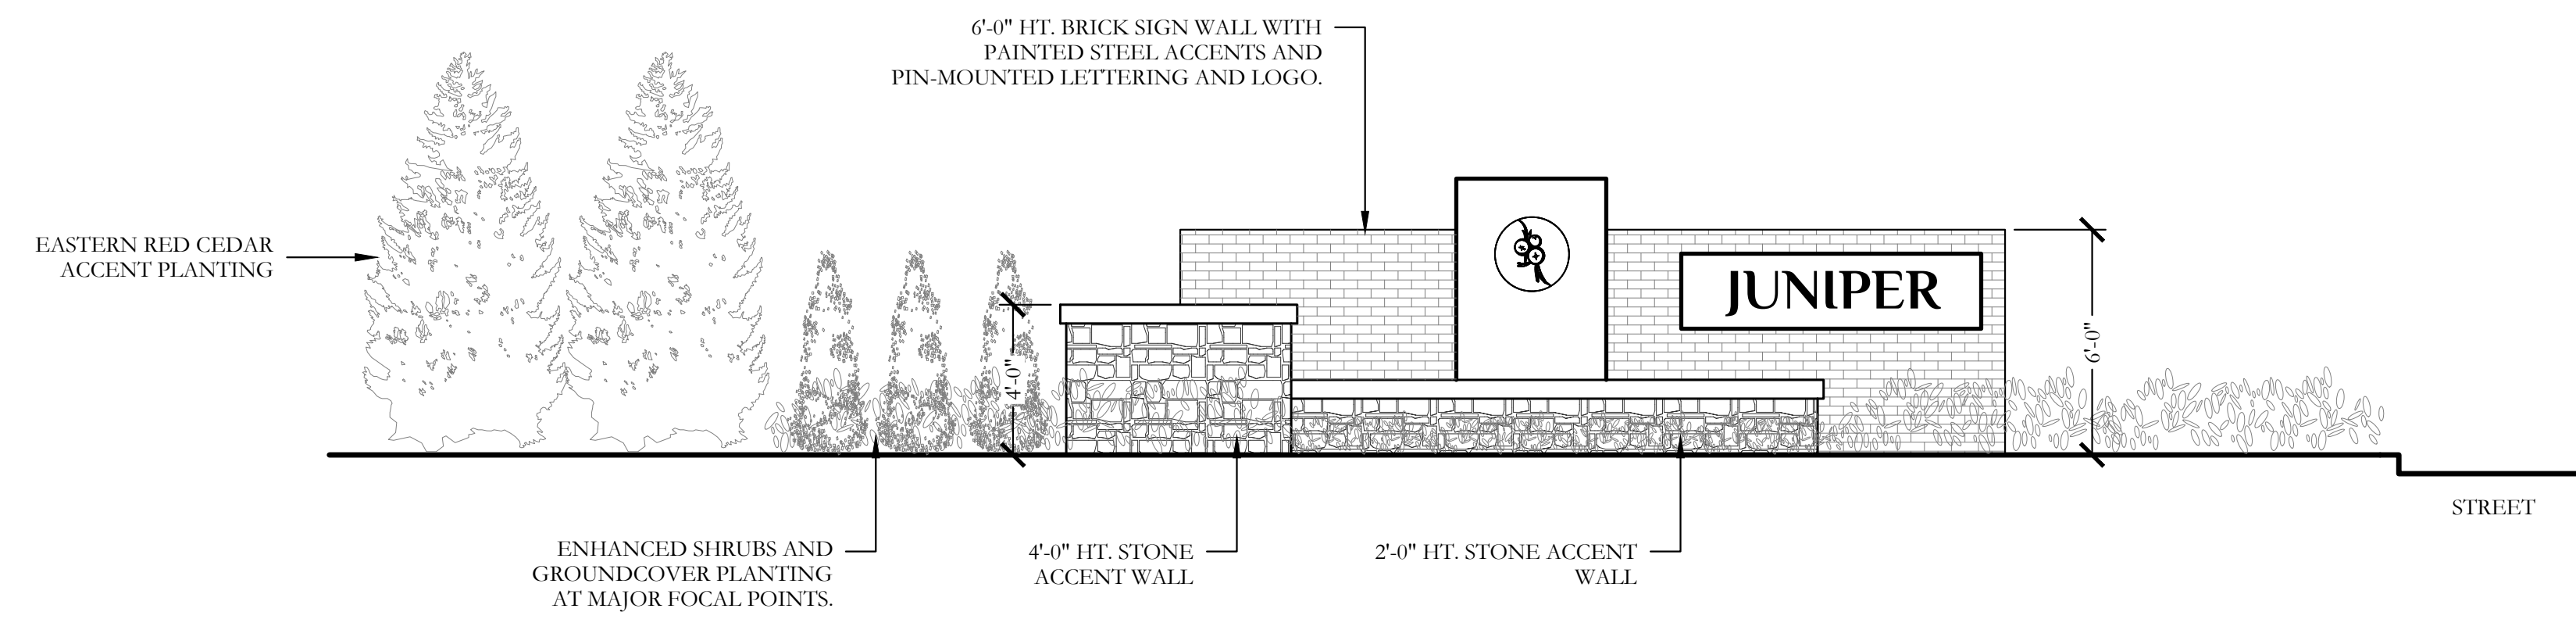 6'-0" HT. BRICK SIGN WALL WITH
PAINTED STEEL ACCENTS AND
PIN-MOUNTED LETTERING AND LOGO.
EASTERN RED CEDAR
ACCENT PLANTING
JUNIPER
4'-0"
6'-0"
STREET
ENHANCED SHRUBS AND
GROUNDCOVER PLANTING
AT MAJOR FOCAL POINTS.
4'-0" HT. STONE
ACCENT WALL
2'-0" HT. STONE ACCENT
WALL